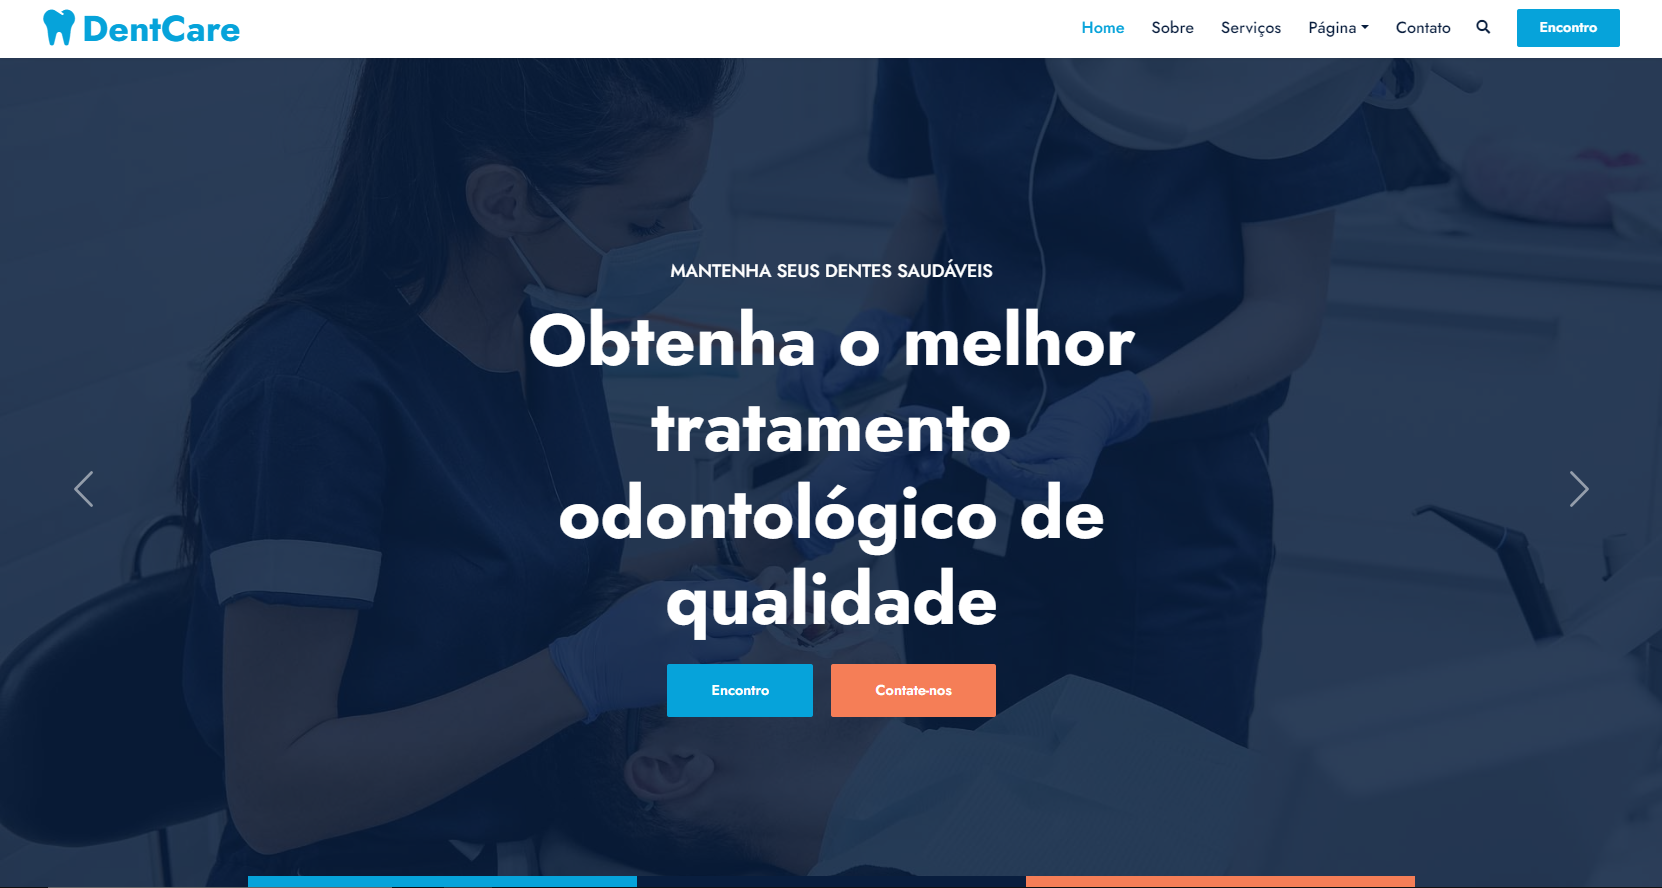 DentCare
Home Sobre Serviços Página Contato Encontro
MANTENHA SEUS DENTES SAUDÁVEIS
Obtenha o melhor
tratamento
odontológico de
qualidade
Encontro Contate-nos